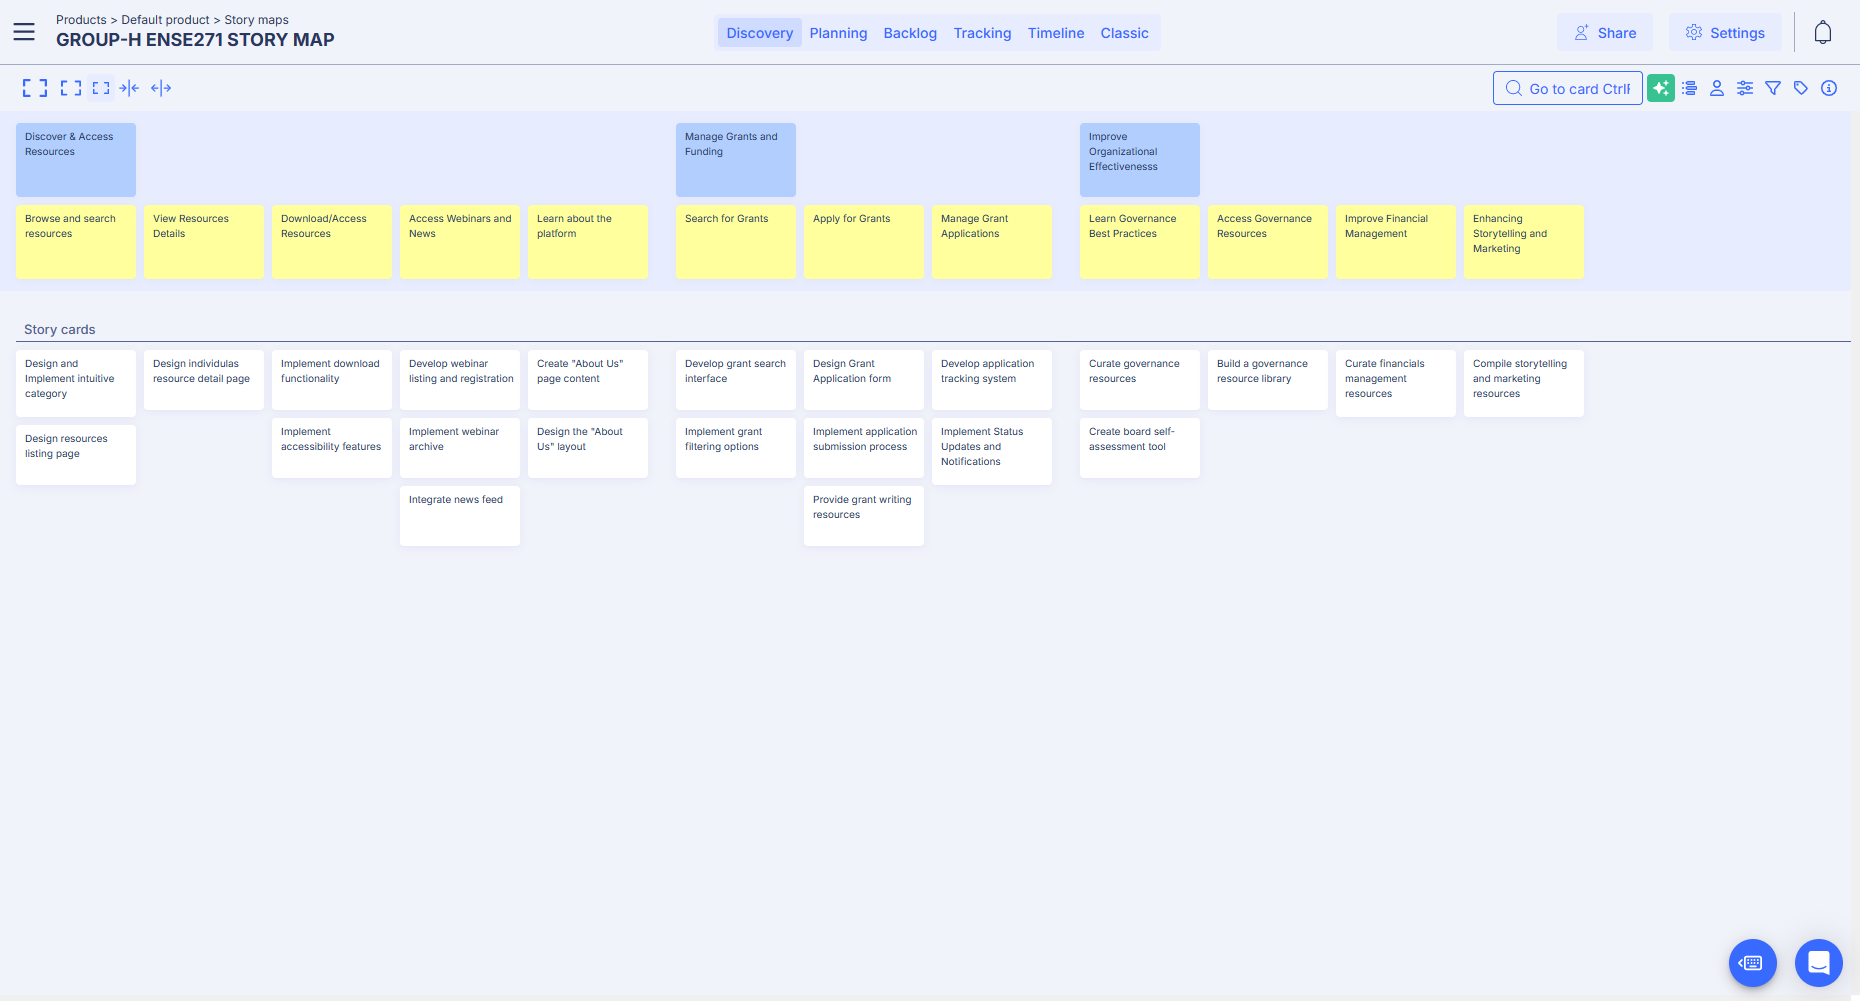 Products > Default product > Story maps
GROUP-H ENSE271 STORY MAP
Discovery
Planning
Backlog
Tracking
Timeline
Classic
Share
Settings
Go to card CtrlF
Discover & Access
Resources
Manage Grants and
Funding
Improve
Organizational
Effectivenesss
Browse and search
resources
View Resources
Details
Download/Access
Resources
Access Webinars and
News
Learn about the
platform
Search for Grants
Apply for Grants
Manage Grant
Applications
Learn Governance
Best Practices
Access Governance
Resources
Improve Financial
Management
Enhancing
Storytelling and
Marketing
Story cards
Design and
Implement intuitive
category
Design individulas
resource detail page
Implement download
functionality
Develop webinar
listing and registration
Create "About Us"
page content
Develop grant search
interface
Design Grant
Application form
Develop application
tracking system
Curate governance
resources
Build a governance
resource library
Curate financials
management
resources
Compile storytelling
and marketing
resources
Design resources
listing page
Implement
accessibility features
Implement webinar
archive
Design the "About
Us" layout
Implement grant
filtering options
Implement application
submission process
Implement Status
Updates and
Notifications
Create board self-
assessment tool
Integrate news feed
Provide grant writing
resources